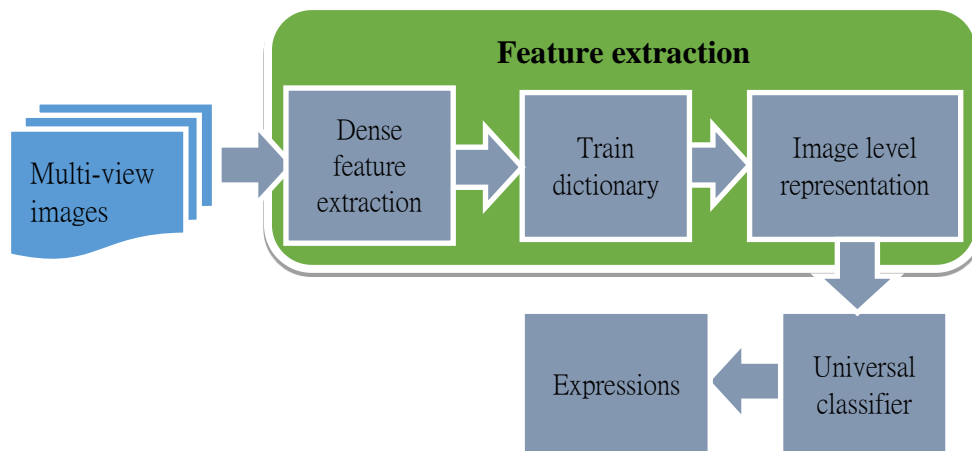 Feature extraction
Multi-view
images
Dense
feature
extraction
Train
dictionary
Image level
representation
Expressions
Universal
classifier